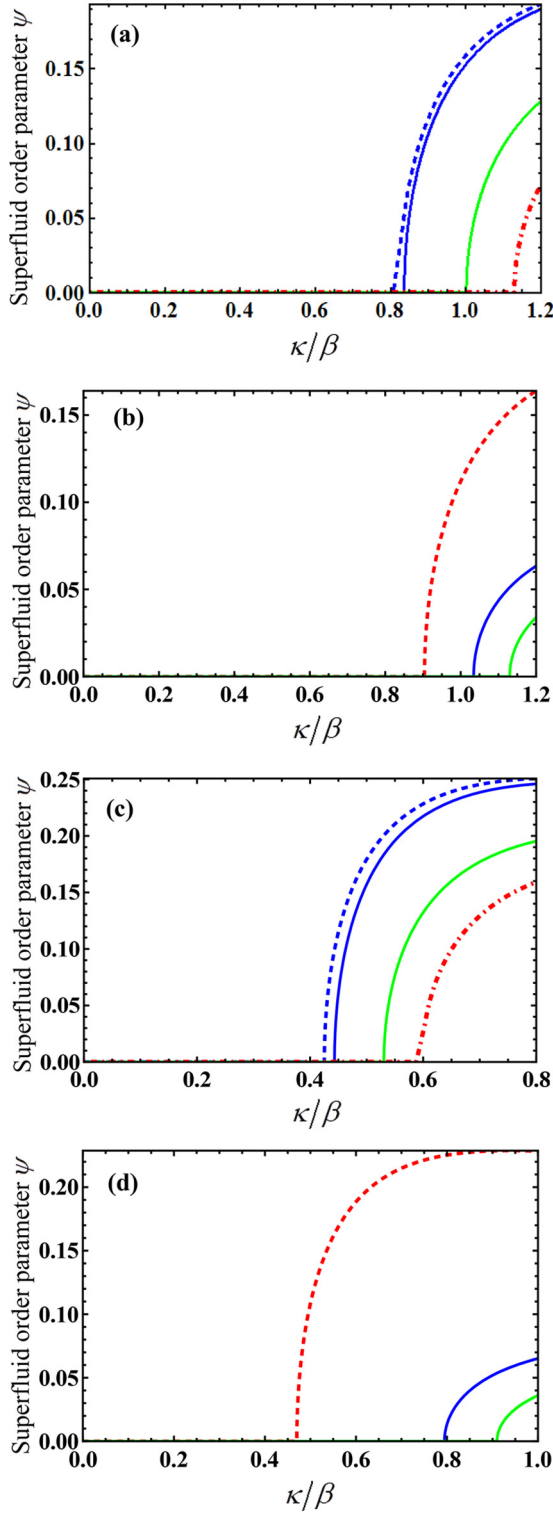 (a)
Superfluid order parameter ψ
0.15
0.10
0.05
0.00
0.0 0.2 0.4 0.6 0.8 1.0 1.2
κ/β
(b)
Superfluid order parameter ψ
0.15
0.10
0.05
0.00
0.0 0.2 0.4 0.6 0.8 1.0 1.2
κ/β
(c)
Superfluid order parameter ψ
0.25
0.20
0.15
0.10
0.05
0.00
0.0 0.2 0.4 0.6 0.8
κ/β
(d)
Superfluid order parameter ψ
0.20
0.15
0.10
0.05
0.00
0.0 0.2 0.4 0.6 0.8 1.0
κ/β